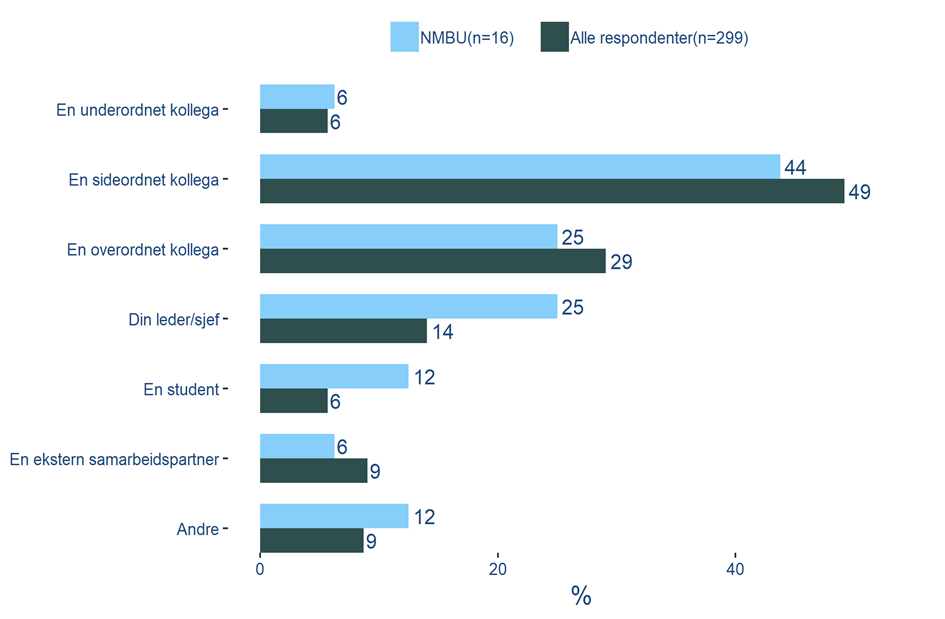 NMBU(n=16) Alle respondenter(n=299)
En underordnet kollega
6
6
En sideordnet kollega
44
49
En overordnet kollega
25
29
Din leder/sjef
25
14
En student
12
6
En ekstern samarbeidspartner
6
9
Andre
12
9
0 20 40
%